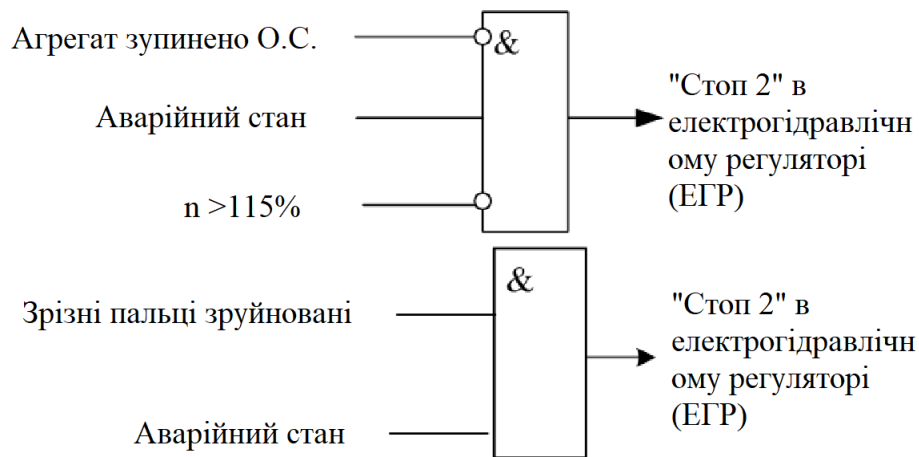 Агрегат зупинено О.С.
&
Аварійний стан
n >115%
"Стоп 2" в
електрогідравлічн
ому регуляторі
(ЕГР)
&
Зрізні пальці зруйновані
Аварійний стан
"Стоп 2" в
електрогідравлічн
ому регуляторі
(ЕГР)